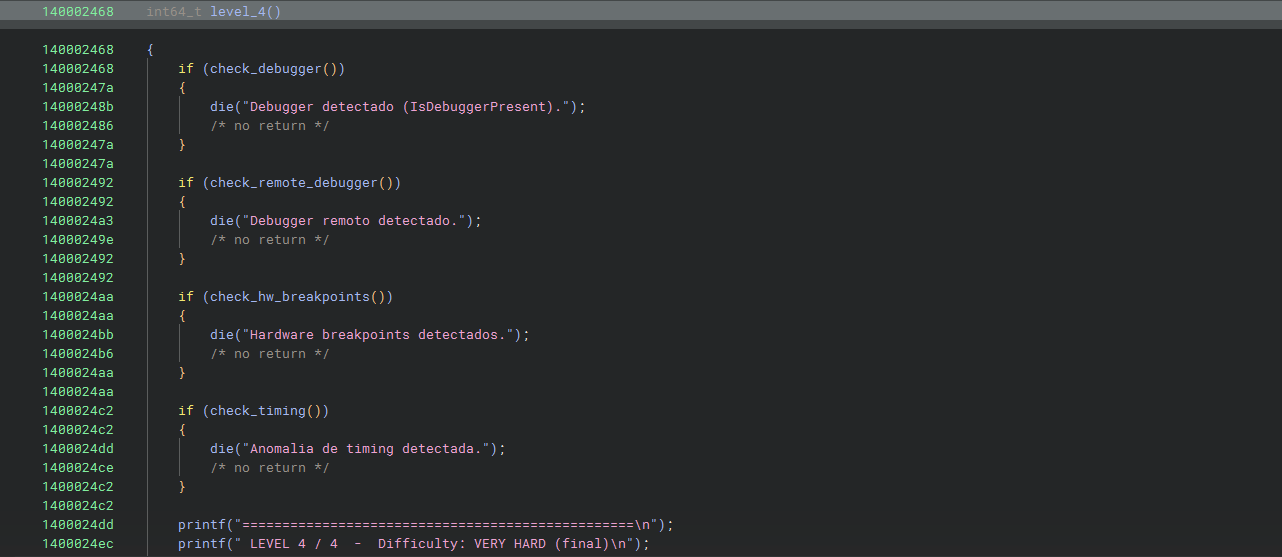 140002468 int64_t level_4()
140002468 {
140002468 if (check_debugger())
14000247a {
14000248b die("Debugger detectado (IsDebuggerPresent).");
140002486 /* no return */
14000247a }
14000247a
140002492 if (check_remote_debugger())
140002492 {
1400024a3 die("Debugger remoto detectado.");
14000249e /* no return */
140002492 }
140002492
1400024aa if (check_hw_breakpoints())
1400024aa {
1400024bb die("Hardware breakpoints detectados.");
1400024b6 /* no return */
1400024aa }
1400024aa
1400024c2 if (check_timing())
1400024c2 {
1400024dd die("Anomalia de timing detectada.");
1400024ce /* no return */
1400024c2 }
1400024c2
1400024dd printf("=================================================\n");
1400024ec printf(" LEVEL 4 / 4  -  Difficulty: VERY HARD (final)\n");